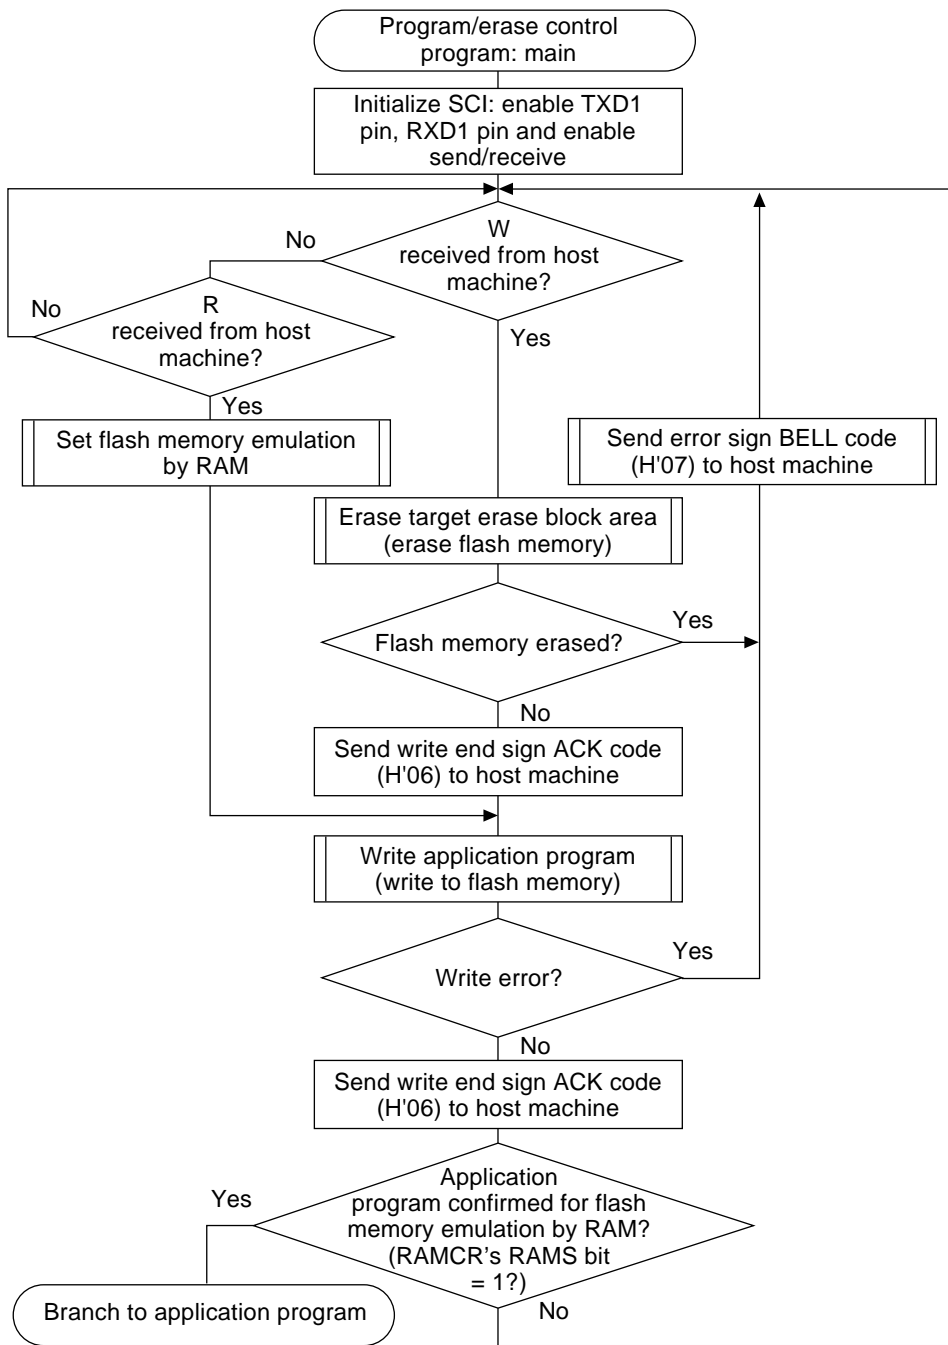 Program/erase control
program: main
Initialize SCI: enable TXD1
pin, RXD1 pin and enable
send/receive
W
received from host
machine?
No
No
R
received from host
machine?
Yes
Yes
Set flash memory emulation
by RAM
Send error sign BELL code
(H'07) to host machine
Erase target erase block area
(erase flash memory)
Flash memory erased?
Yes
No
Send write end sign ACK code
(H'06) to host machine
Write application program
(write to flash memory)
Write error?
Yes
No
Send write end sign ACK code
(H'06) to host machine
Application
program confirmed for flash
memory emulation by RAM?
(RAMCR's RAMS bit
= 1?)
Yes
No
Branch to application program